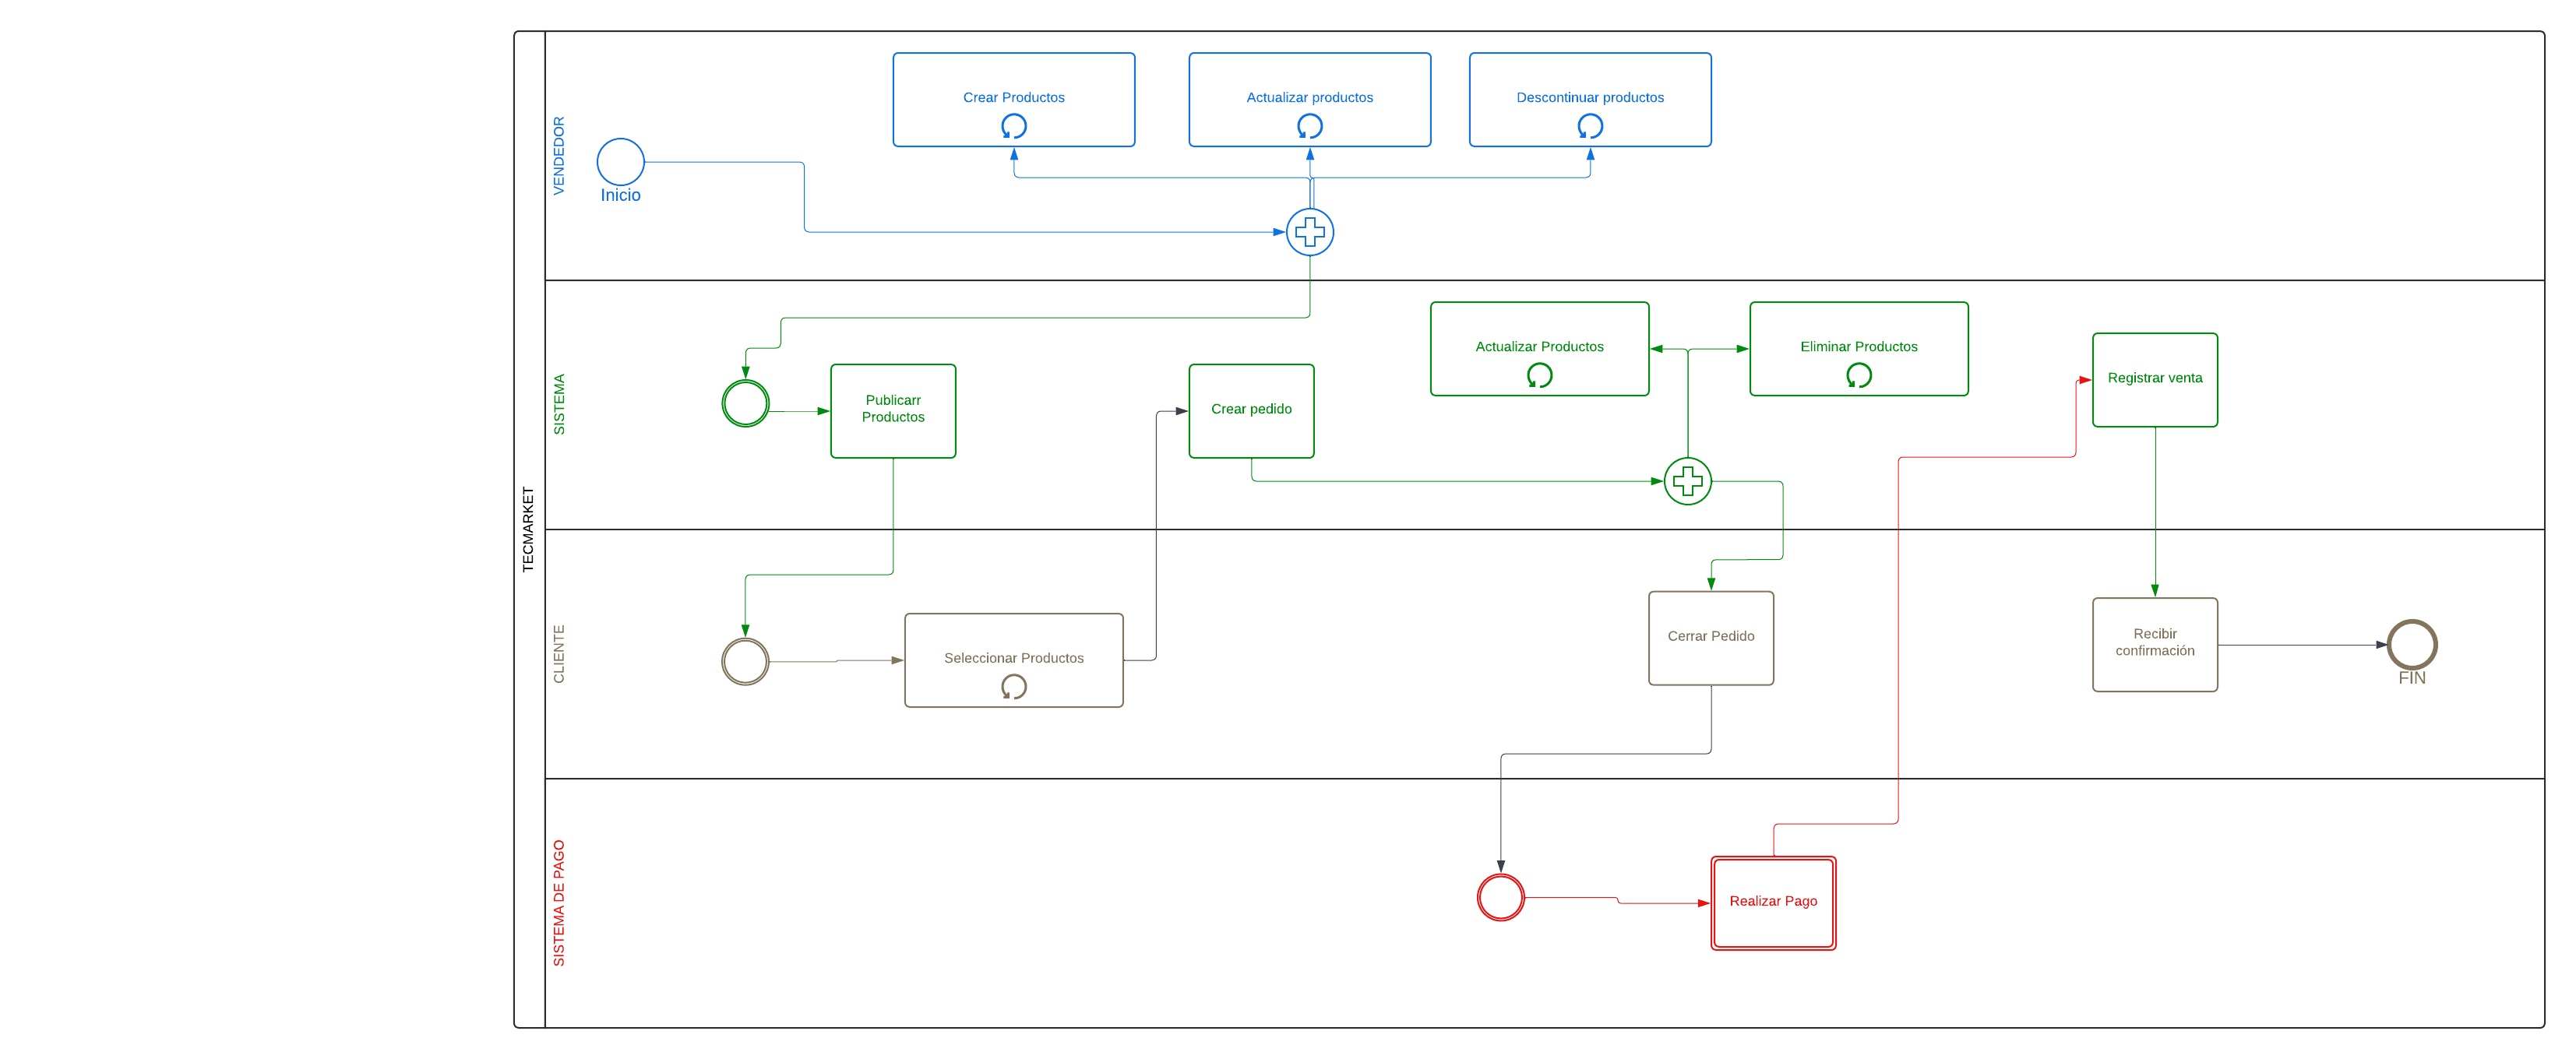 TECMARKET
VENDEDOR
Inicio
Crear Productos
Actualizar productos
Descontinuar productos
SISTEMA
Publicarr
Productos
Crear pedido
Actualizar Productos
Eliminar Productos
Registrar venta
CLIENTE
Seleccionar Productos
Cerrar Pedido
Recibir
confirmación
FIN
SISTEMA DE PAGO
Realizar Pago